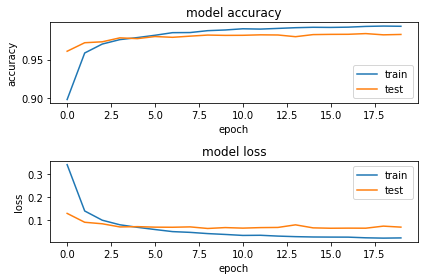 model accuracy
accuracy
0.95
0.90
train
test
0.0 2.5 5.0 7.5 10.0 12.5 15.0 17.5
epoch
model loss
loss
0.3
0.2
0.1
train
test
0.0 2.5 5.0 7.5 10.0 12.5 15.0 17.5
epoch